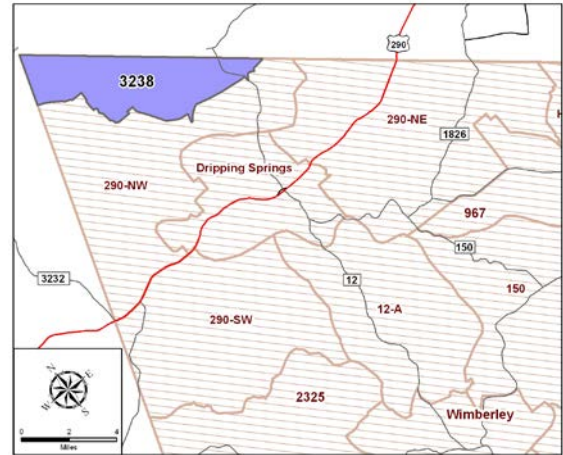 290
3238
290-NE
1826
H
Dripping Springs
290-NW
967
150
3232
12
150
12-A
290-SW
2325
Wimberley
N
E
W
S
0 2 4
Miles